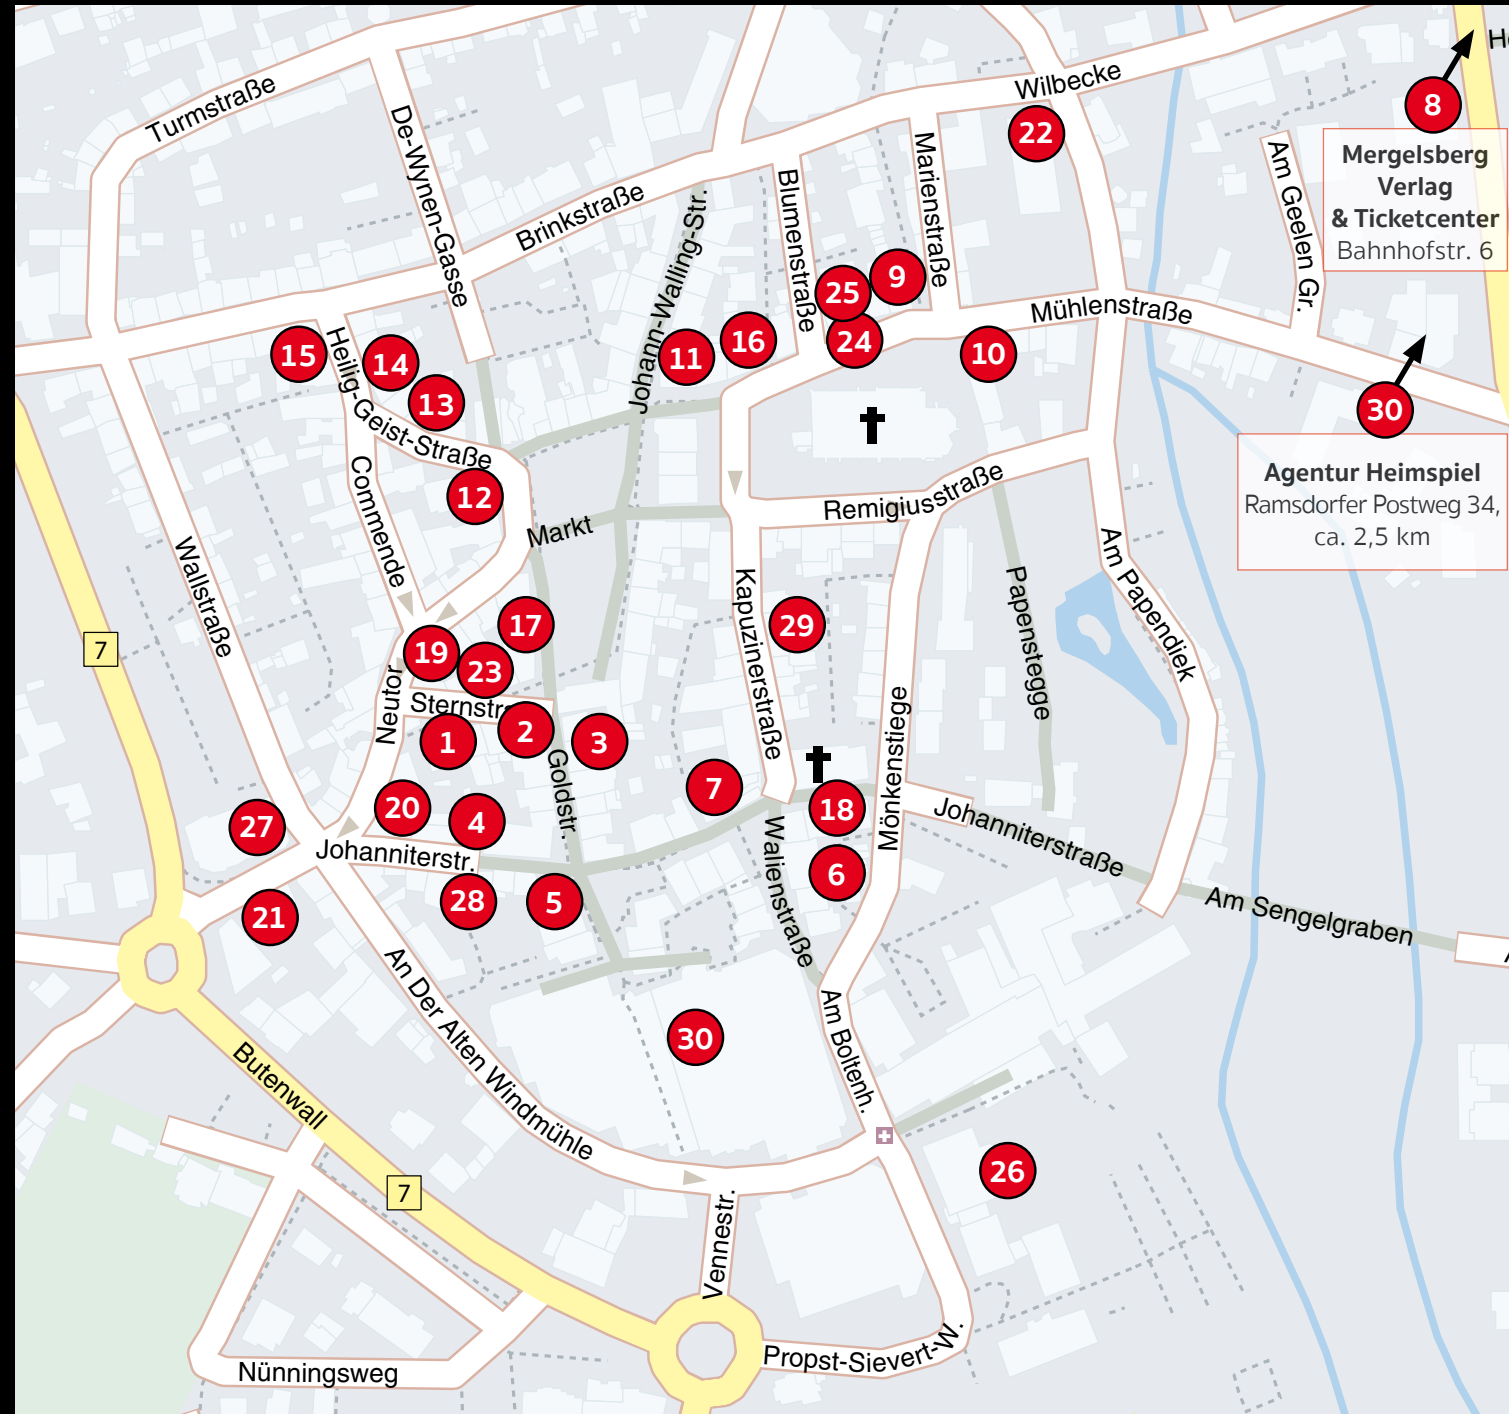 He
Turmstraße
Wilbecke
8
De-Wynen-Gasse
22
Marienstraße
Am Geelen Gr.
Mergelsberg
Verlag
& Ticketcenter
Bahnhofstr. 6
Blumenstraße
Brinkstraße
Johann-Walling-Str.
9
25
Mühlenstraße
15
14
Heilig-Geist-Straße
11
16
24
10
13
30
Agentur Heimspiel
Ramsdorfer Postweg 34,
ca. 2,5 km
12
Commende
Markt
Remigiusstraße
Wallstraße
Am Papendiek
Kapuzinerstraße
Papenstegge
17
29
7
19
23
Neutor
Sternstr
1
2
3
Mönkenstiege
Goldstr.
7
20
4
18
27
Johanniterstr.
Johanniterstraße
Walienstraße
6
28
5
21
Am Sengelgraben
An Der Alten Windmühle
Am Boltenh.
30
Butenwall
26
7
Vennestr.
Propst-Sievert-W.
Nünningsweg